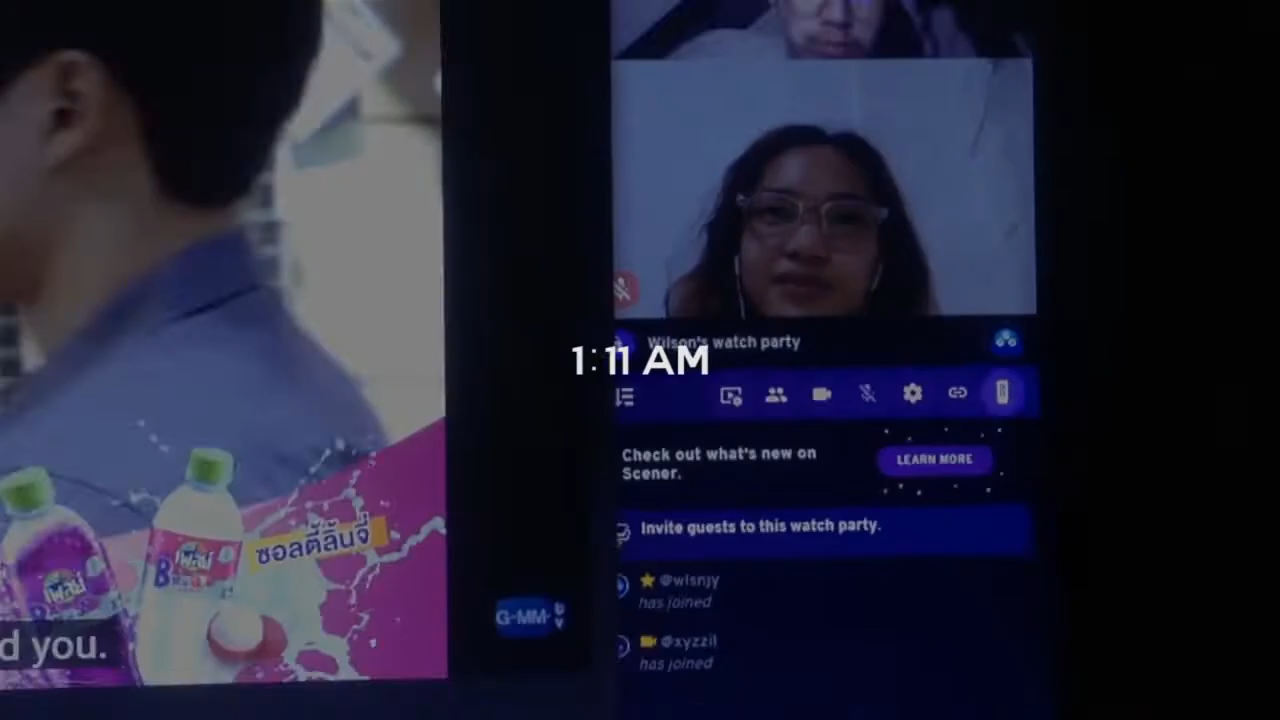 Wilson's watch party
1:11 AM
Check out what's new on
Scener.
LEARN MORE
Invite guests to this watch party.
@wlsnjy
has joined
@xyzzil
has joined
ซอลตี้ลิ้นจี่
d you.
G-MM-